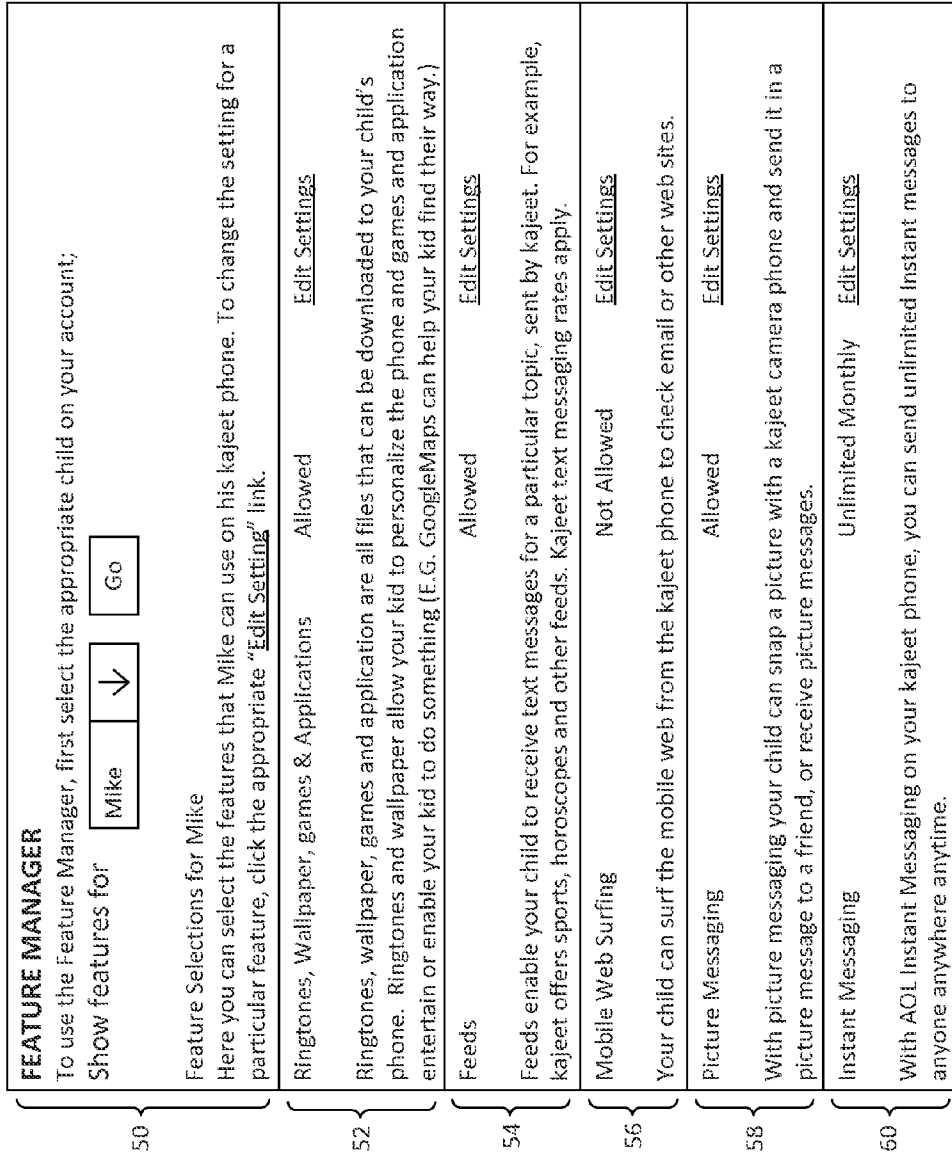 FEATURE MANAGER
To use the Feature Manager, first select the appropriate child on your account;
Show features for Mike ↓ Go
50
Feature Selections for Mike
Here you can select the features that Mike can use on his kajeet phone. To change the setting for a
particular feature, click the appropriate "Edit Setting" link.
Ringtones, Wallpaper, games & Applications Allowed Edit Settings
52
Ringtones, wallpaper, games and application are all files that can be downloaded to your child's
phone. Ringtones and wallpaper allow your kid to personalize the phone and games and application
entertain or enable your kid to do something (E.G. GoogleMaps can help your kid find their way.)
Feeds Allowed Edit Settings
54
Feeds enable your child to receive text messages for a particular topic, sent by kajeet. For example,
kajeet offers sports, horoscopes and other feeds. Kajeet text messaging rates apply.
Mobile Web Surfing Not Allowed Edit Settings
56
Your child can surf the mobile web from the kajeet phone to check email or other web sites.
Picture Messaging Allowed Edit Settings
58
With picture messaging your child can snap a picture with a kajeet camera phone and send it in a
picture message to a friend, or receive picture messages.
Instant Messaging Unlimited Monthly Edit Settings
60
With AOL Instant Messaging on your kajeet phone, you can send unlimited Instant messages to
anyone anywhere anytime.